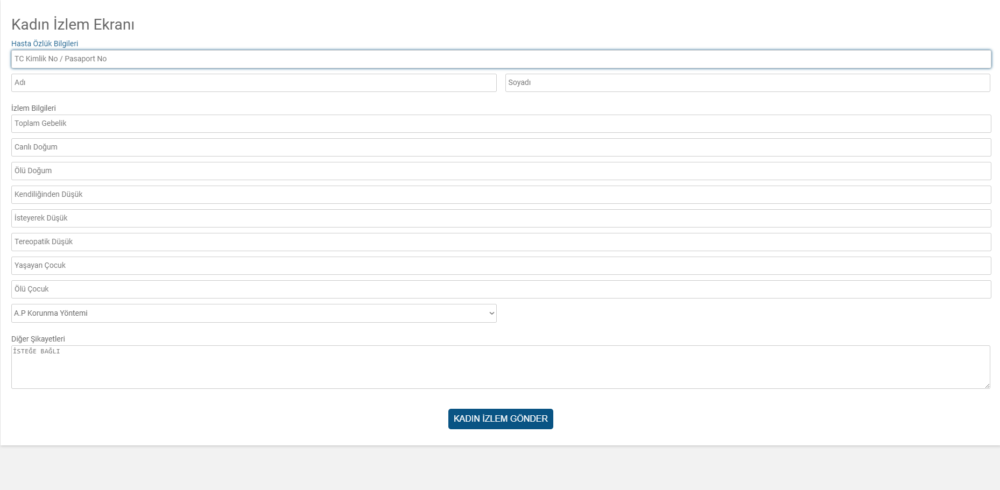 Kadın İzlem Ekranı
Hasta Özlük Bilgileri
TC Kimlik No / Pasaport No
Adı
Soyadı
İzlem Bilgileri
Toplam Gebelik
Canlı Doğum
Ölü Doğum
Kendiliğinden Düşük
İsteyerek Düşük
Tereopatik Düşük
Yaşayan Çocuk
Ölü Çocuk
A.P Korunma Yöntemi
Diğer Şikayetleri
İSTEĞE BAĞLI
KADIN İZLEM GÖNDER